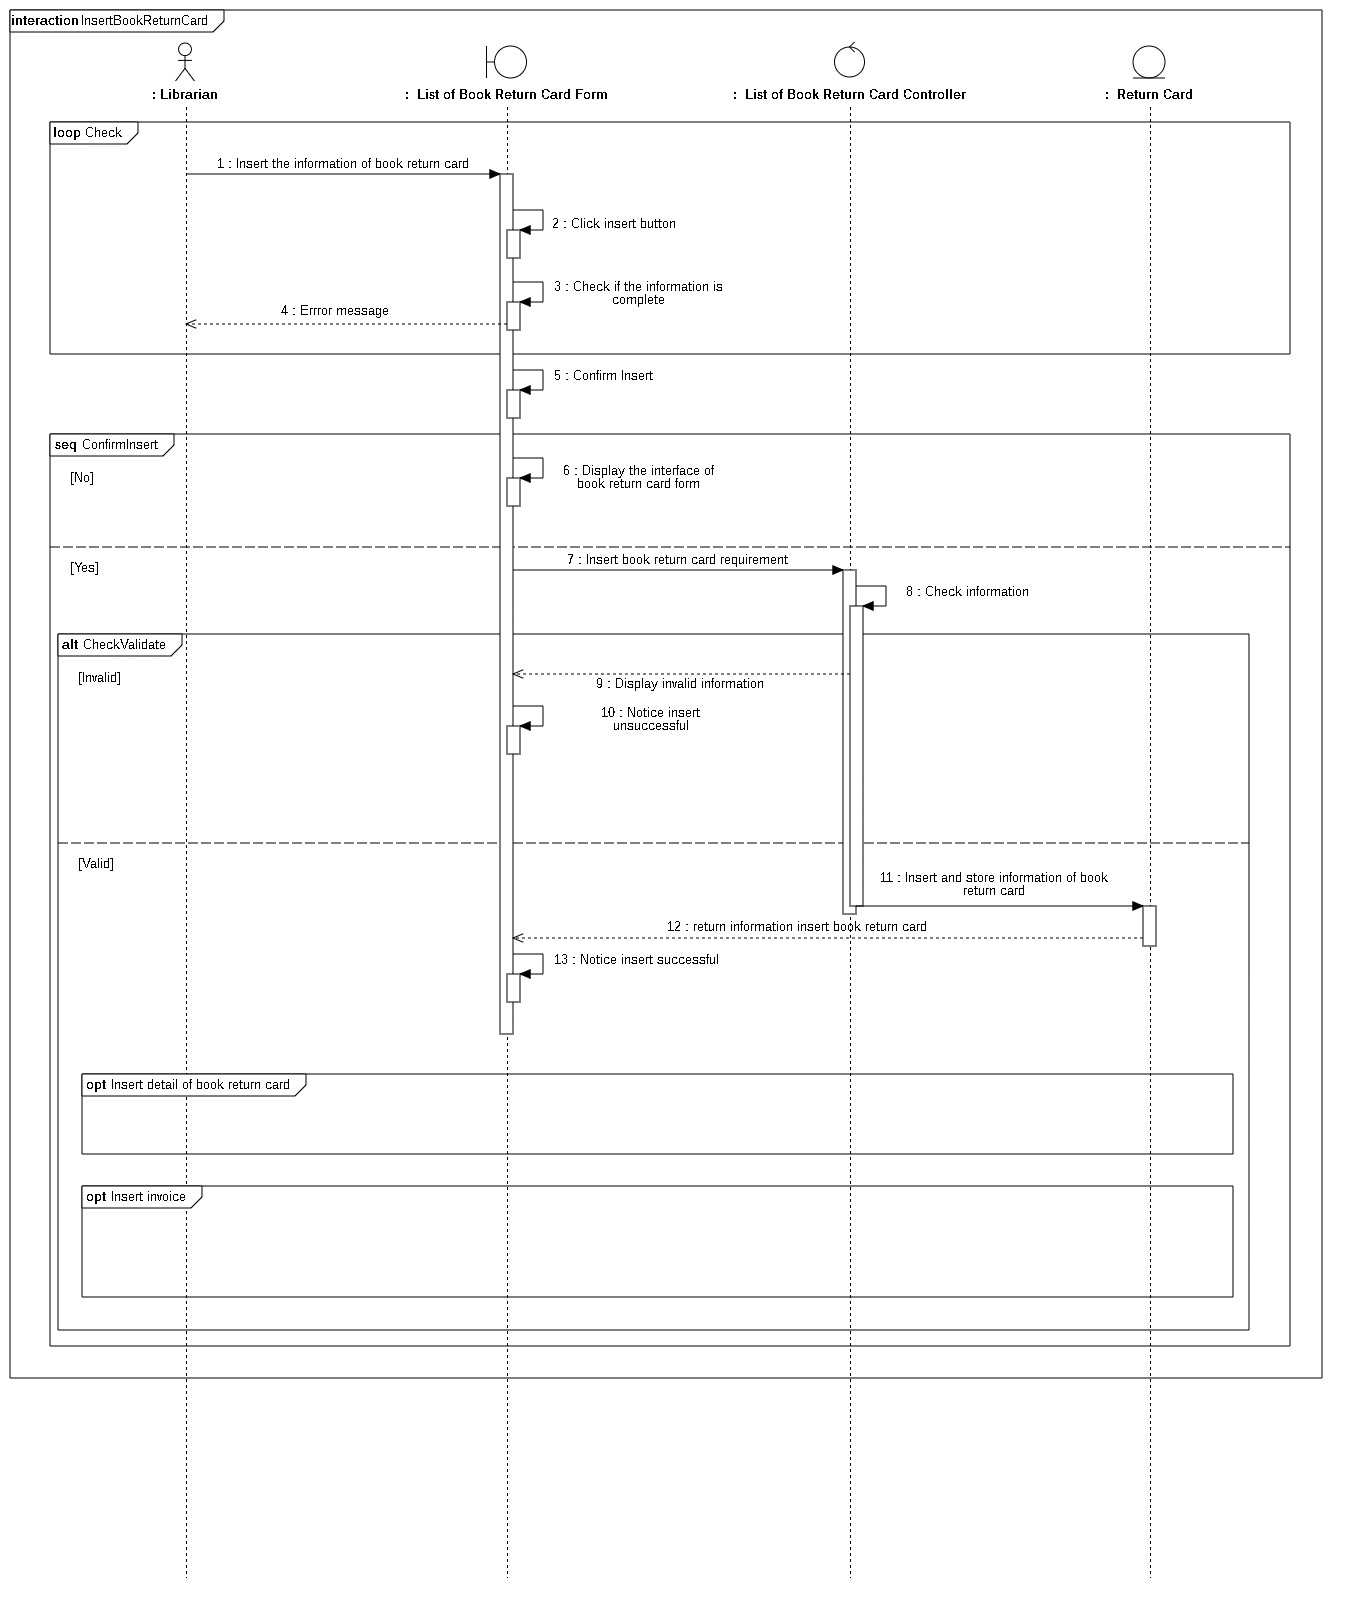 interaction InsertBookReturnCard
: Librarian
: List of Book Return Card Form
: List of Book Return Card Controller
: Return Card
loop Check
1 : Insert the information of book return card
2 : Click insert button
3 : Check if the information is
complete
4 : Errror message
5 : Confirm Insert
seq ConfirmInsert
[No]
6 : Display the interface of
book return card form
7 : Insert book return card requirement
[Yes]
8 : Check information
alt CheckValidate
[Invalid]
9 : Display invalid information
10 : Notice insert
unsuccessful
[Valid]
11 : Insert and store information of book
return card
12 : return information insert book return card
13 : Notice insert successful
opt Insert detail of book return card
opt Insert invoice